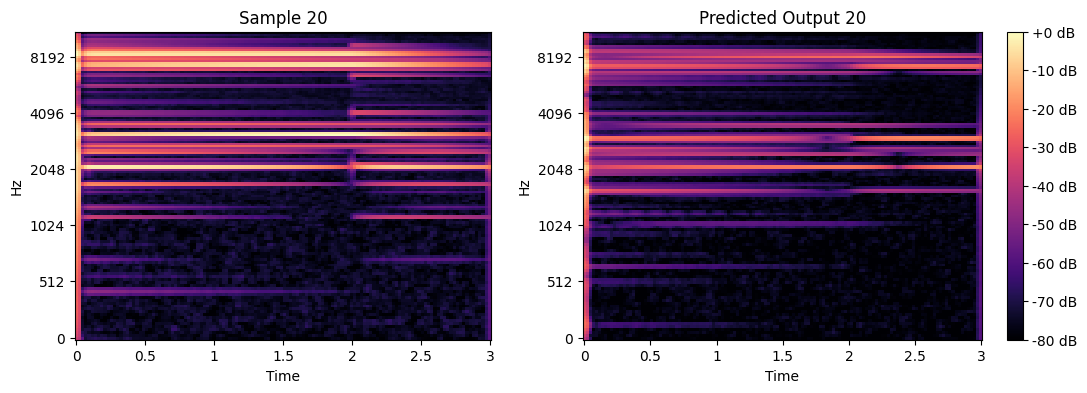 Sample 20
Hz
8192
4096
2048
1024
512
0
0
0.5
1
1.5
2
2.5
3
Time
Predicted Output 20
Hz
8192
4096
2048
1024
512
0
0
0.5
1
1.5
2
2.5
3
Time
+0 dB
-10 dB
-20 dB
-30 dB
-40 dB
-50 dB
-60 dB
-70 dB
-80 dB